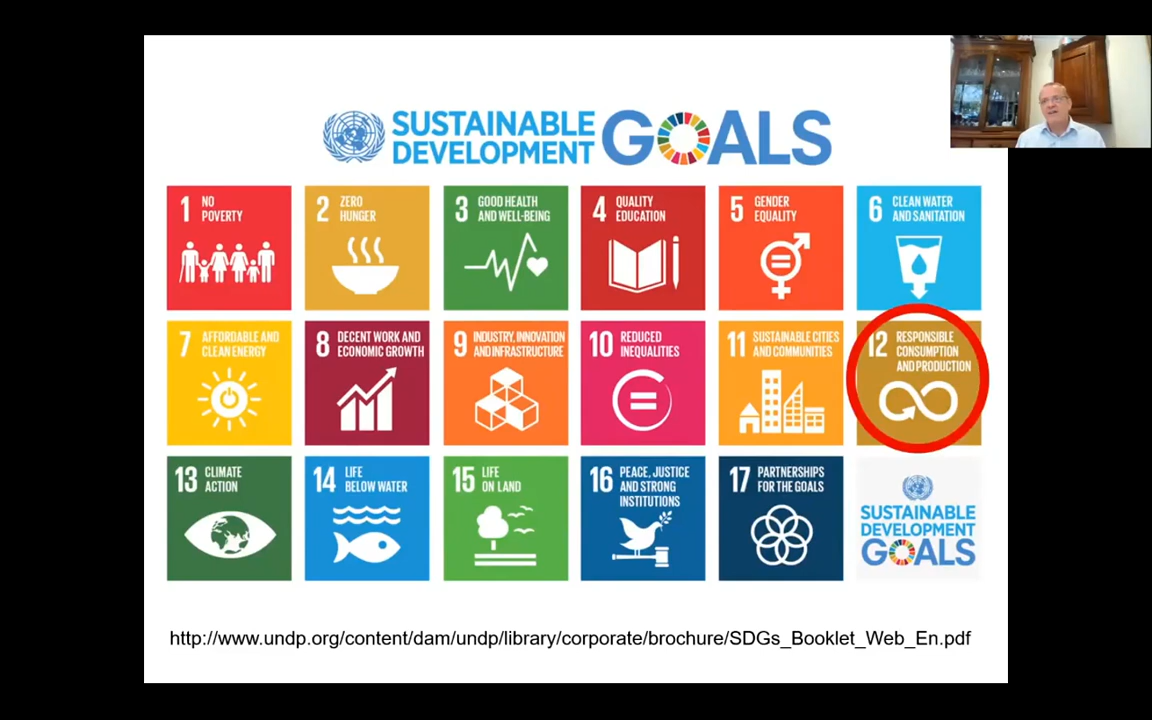 SUSTAINABLE
DEVELOPMENT
GOALS
1 NO
POVERTY
2 ZERO
HUNGER
3 GOOD HEALTH
AND WELL-BEING
4 QUALITY
EDUCATION
5 GENDER
EQUALITY
6 CLEAN WATER
AND SANITATION
7 AFFORDABLE AND
CLEAN ENERGY
8 DECENT WORK AND
ECONOMIC GROWTH
9 INDUSTRY, INNOVATION
AND INFRASTRUCTURE
10 REDUCED
INEQUALITIES
11 SUSTAINABLE CITIES
AND COMMUNITIES
12 RESPONSIBLE
CONSUMPTION
AND PRODUCTION
13 CLIMATE
ACTION
14 LIFE
BELOW WATER
15 LIFE
ON LAND
16 PEACE, JUSTICE
AND STRONG
INSTITUTIONS
17 PARTNERSHIPS
FOR THE GOALS
SUSTAINABLE
DEVELOPMENT
GOALS
http://www.undp.org/content/dam/undp/library/corporate/brochure/SDGs_Booklet_Web_En.pdf